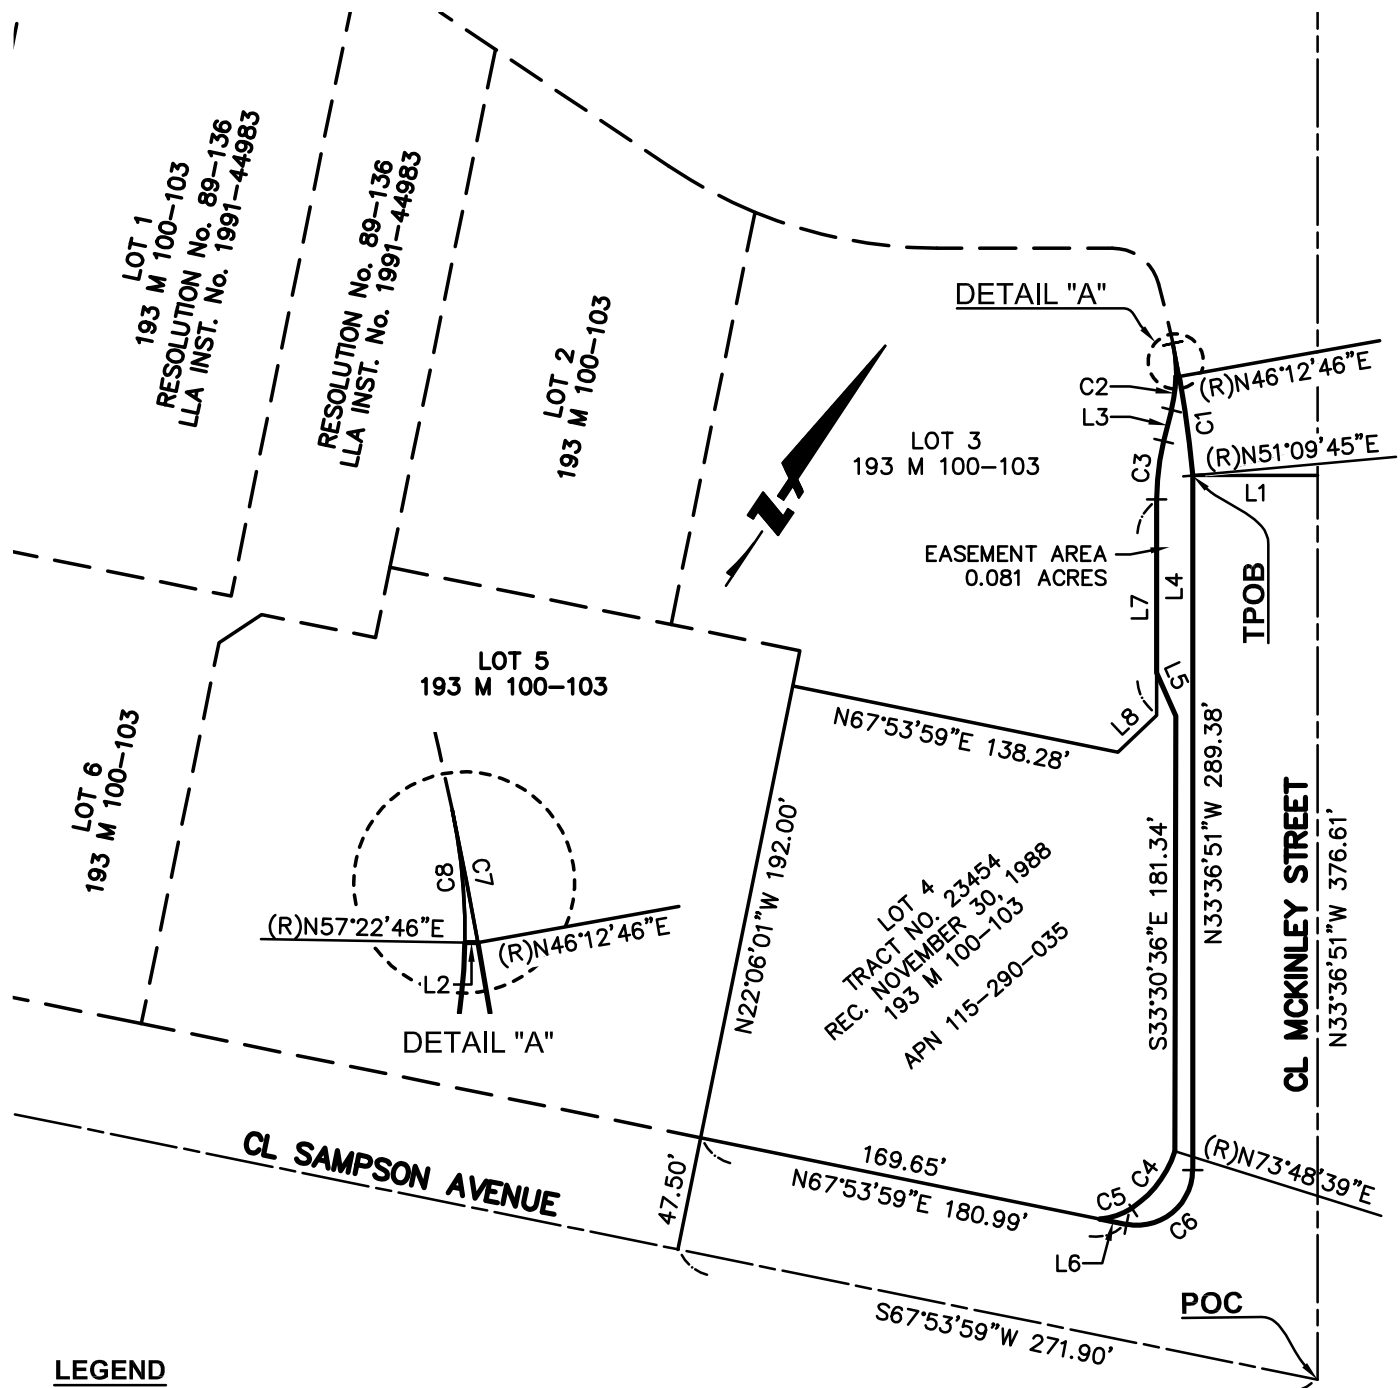 LOT 1
193 M 100-103
RESOLUTION No. 89-136
LLA INST. No. 1991-44983
RESOLUTION No. 89-136
LLA INST. No. 1991-44983
LOT 2
193 M 100-103
DETAIL "A"
C2
(R)N46°12'46"E
L3
C1
LOT 3
193 M 100-103
C3
(R)N51°09'45"E
L1
Z
EASEMENT AREA
0.081 ACRES
L4
L7
TPOB
LOT 5
193 M 100-103
L5
L8
N67°53'59"E 138.28'
LOT 6
193 M 100-103
N22°06'01"W 192.00'
N33°36'51"W 289.38'
S33°30'36"E 181.34'
CL MCKINLEY STREET
N33°36'51"W 376.61'
LOT 4
TRACT NO. 23454
REC. NOVEMBER 30, 1988
193 M 100-103
APN 115-290-035
C8
C7
(R)N57°22'46"E
(R)N46°12'46"E
L2
DETAIL "A"
CL SAMPSON AVENUE
47.50'
169.65'
N67°53'59"E 180.99'
C5
C4
C6
(R)N73°48'39"E
L6
S67°53'59"W 271.90'
POC
LEGEND